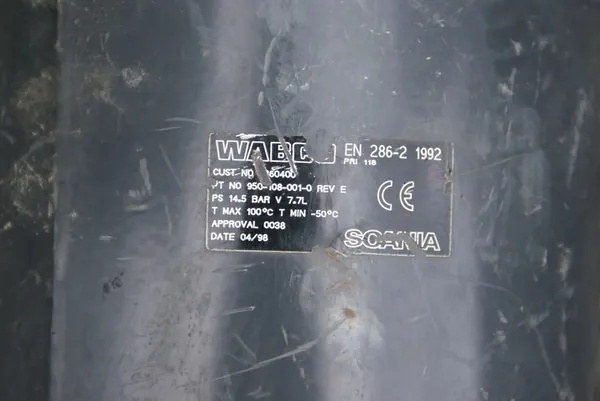 WABCO EN 286-2 1992
PRI 118
CUST. NO
PT NO 950-108-001-0 REV E
PS 14.5 BAR V 7.7L
T MAX 100°C T MIN -50°C
APPROVAL 0038
DATE 04/98
CE
SCANIA